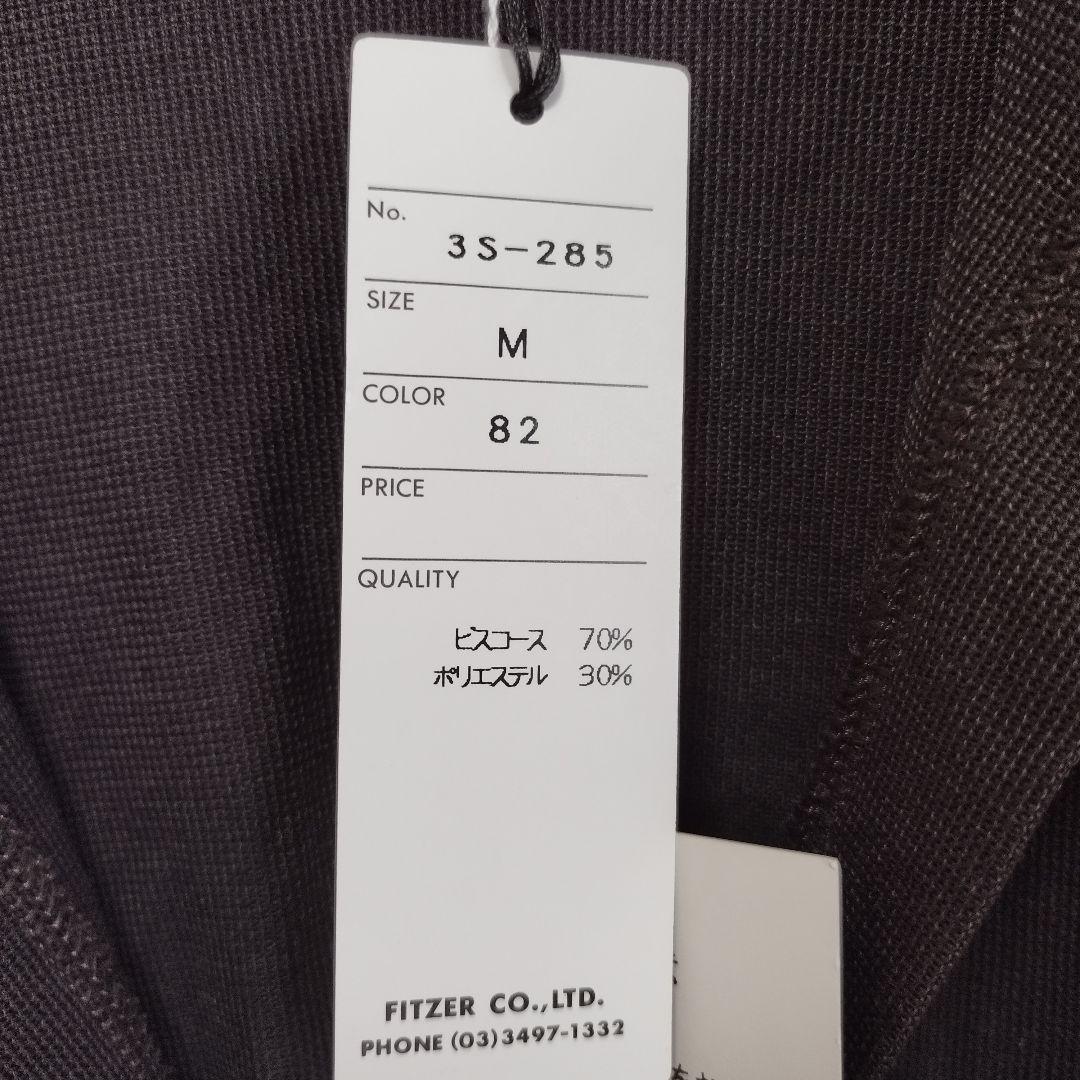 No.
3S-285
SIZE
M
COLOR
82
PRICE
QUALITY
ビスコース 70%
ポリエステル 30%
FITZER CO.,LTD.
PHONE (03)3497-1332